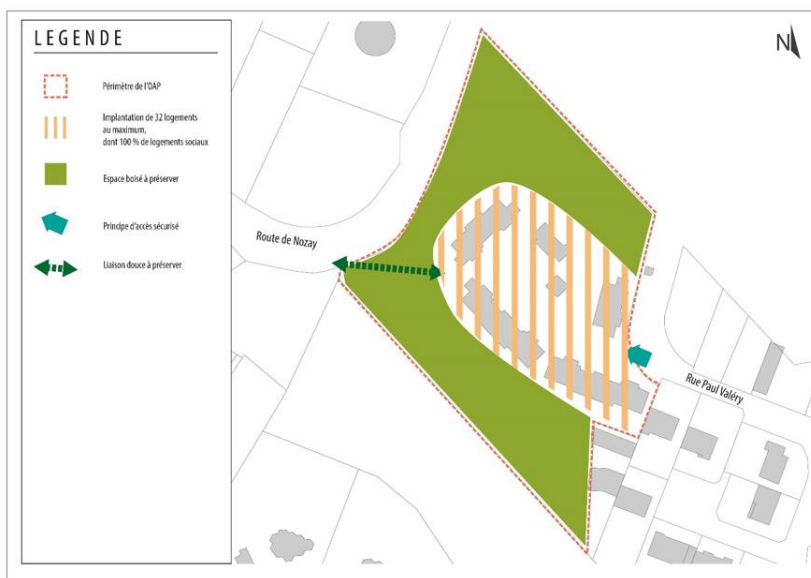 LEGENDE
Périmètre de l'OAP
Implantation de 32 logements
au maximum,
dont 100 % de logements sociaux
Espace boisé à préserver
Principe d'accès sécurisé
Liaison douce à préserver
N
Route de Nozay
Rue Paul Valéry